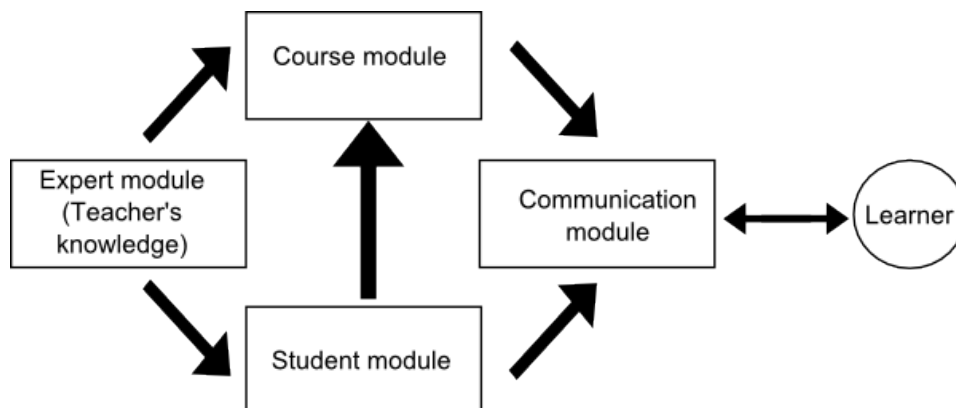 Course module
Expert module
(Teacher's
knowledge)
Communication
module
Learner
Student module